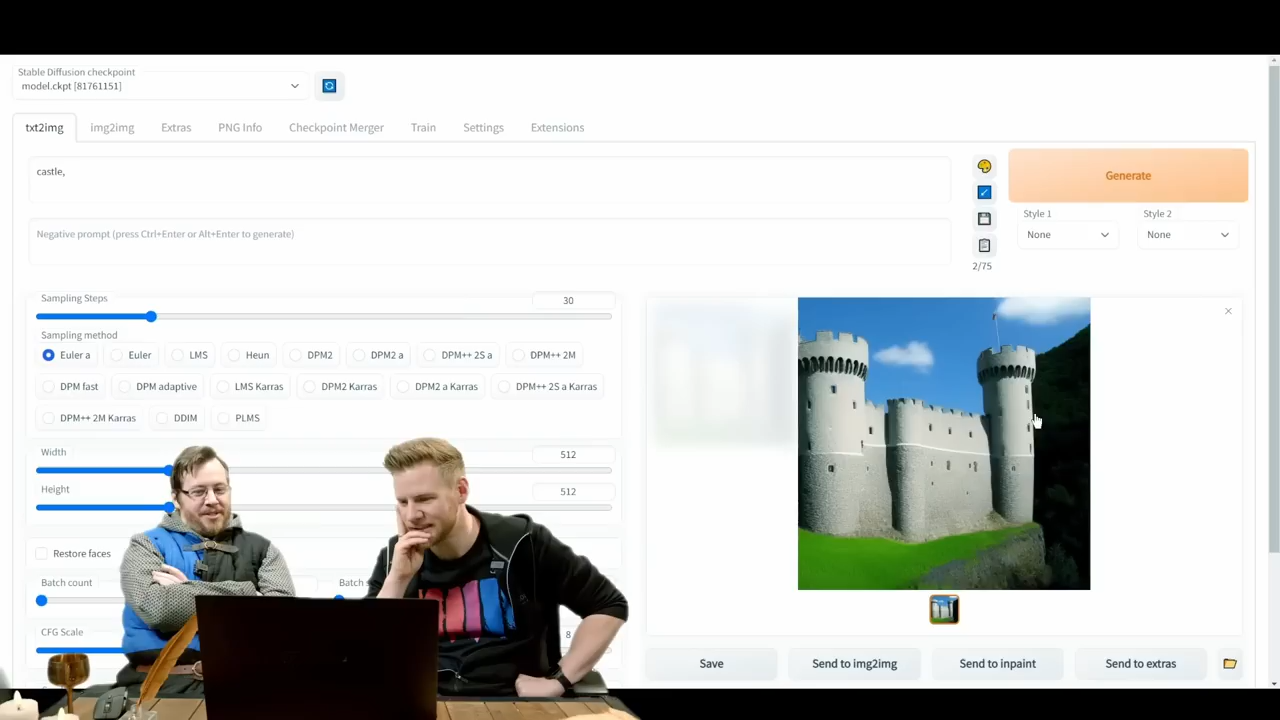 Stable Diffusion checkpoint
model.ckpt [81761151]
txt2img
img2img
Extras
PNG Info
Checkpoint Merger
Train
Settings
Extensions
castle,
Generate
Negative prompt (press Ctrl+Enter or Alt+Enter to generate)
Style 1
Style 2
None
None
2/75
Sampling Steps
30
Sampling method
Euler a
Euler
LMS
Heun
DPM2
DPM2 a
DPM++ 2S a
DPM++ 2M
DPM fast
DPM adaptive
LMS Karras
DPM2 Karras
DPM2 a Karras
DPM++ 2S a Karras
DPM++ 2M Karras
DDIM
PLMS
Width
512
Height
512
Restore faces
Batch count
Batch
CFG Scale
8
Save
Send to img2img
Send to inpaint
Send to extras